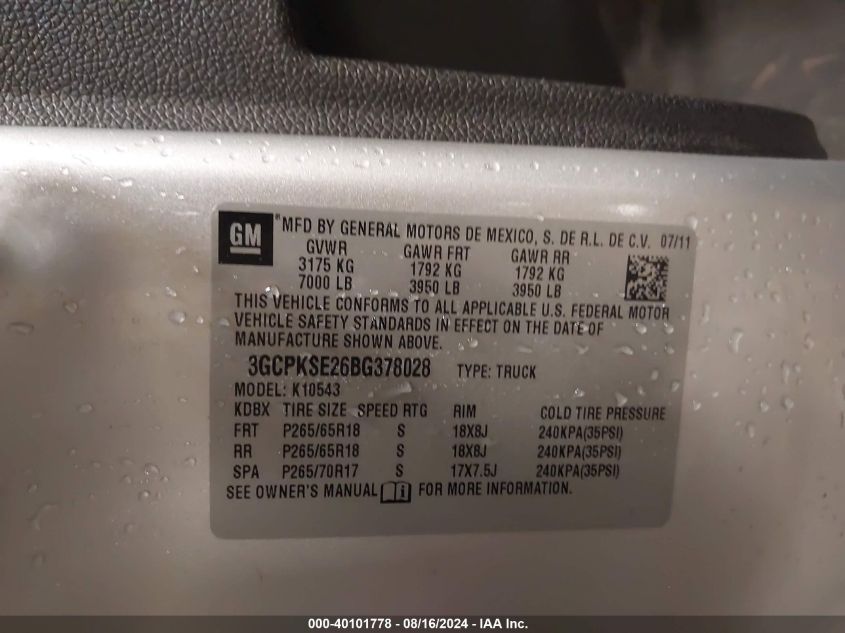 GM ® MFD BY GENERAL MOTORS DE MEXICO, S. DE R.L. DE C.V. 07/11
GVWR GAWR FRT GAWR RR
3175 KG 1792 KG 1792 KG
7000 LB 3950 LB 3950 LB
THIS VEHICLE CONFORMS TO ALL APPLICABLE U.S. FEDERAL MOTOR
VEHICLE SAFETY STANDARDS IN EFFECT ON THE DATE OF
MANUFACTURE SHOWN ABOVE.
3GCPKSE26BG378028 TYPE: TRUCK
MODEL: K10543
KDBX TIRE SIZE SPEED RTG RIM COLD TIRE PRESSURE
FRT P265/65R18 S 18X8J 240KPA(35PSI)
RR P265/65R18 S 18X8J 240KPA(35PSI)
SPA P265/70R17 S 17X7.5J 240KPA(35PSI)
SEE OWNER'S MANUAL FOR MORE INFORMATION.
000-40101778 - 08/16/2024 - IAA Inc.